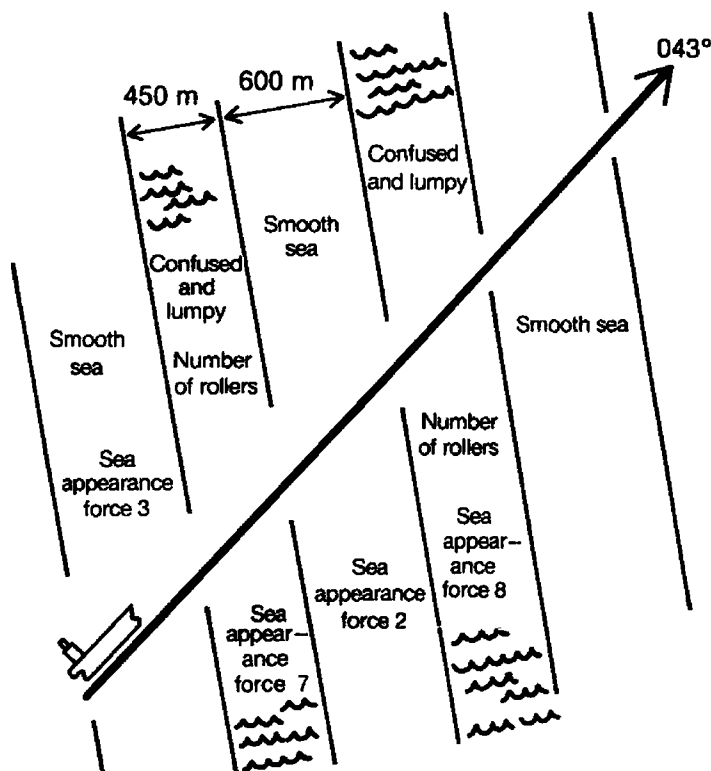 043°
600 m
450 m
Confused
and lumpy
Smooth
sea
Confused
and
lumpy
Smooth sea
Smooth
sea
Number
of rollers
Number
of rollers
Sea
appearance
force 3
Sea
appear–
ance
force 8
Sea
appearance
force 2
Sea
appear–
ance
force 7